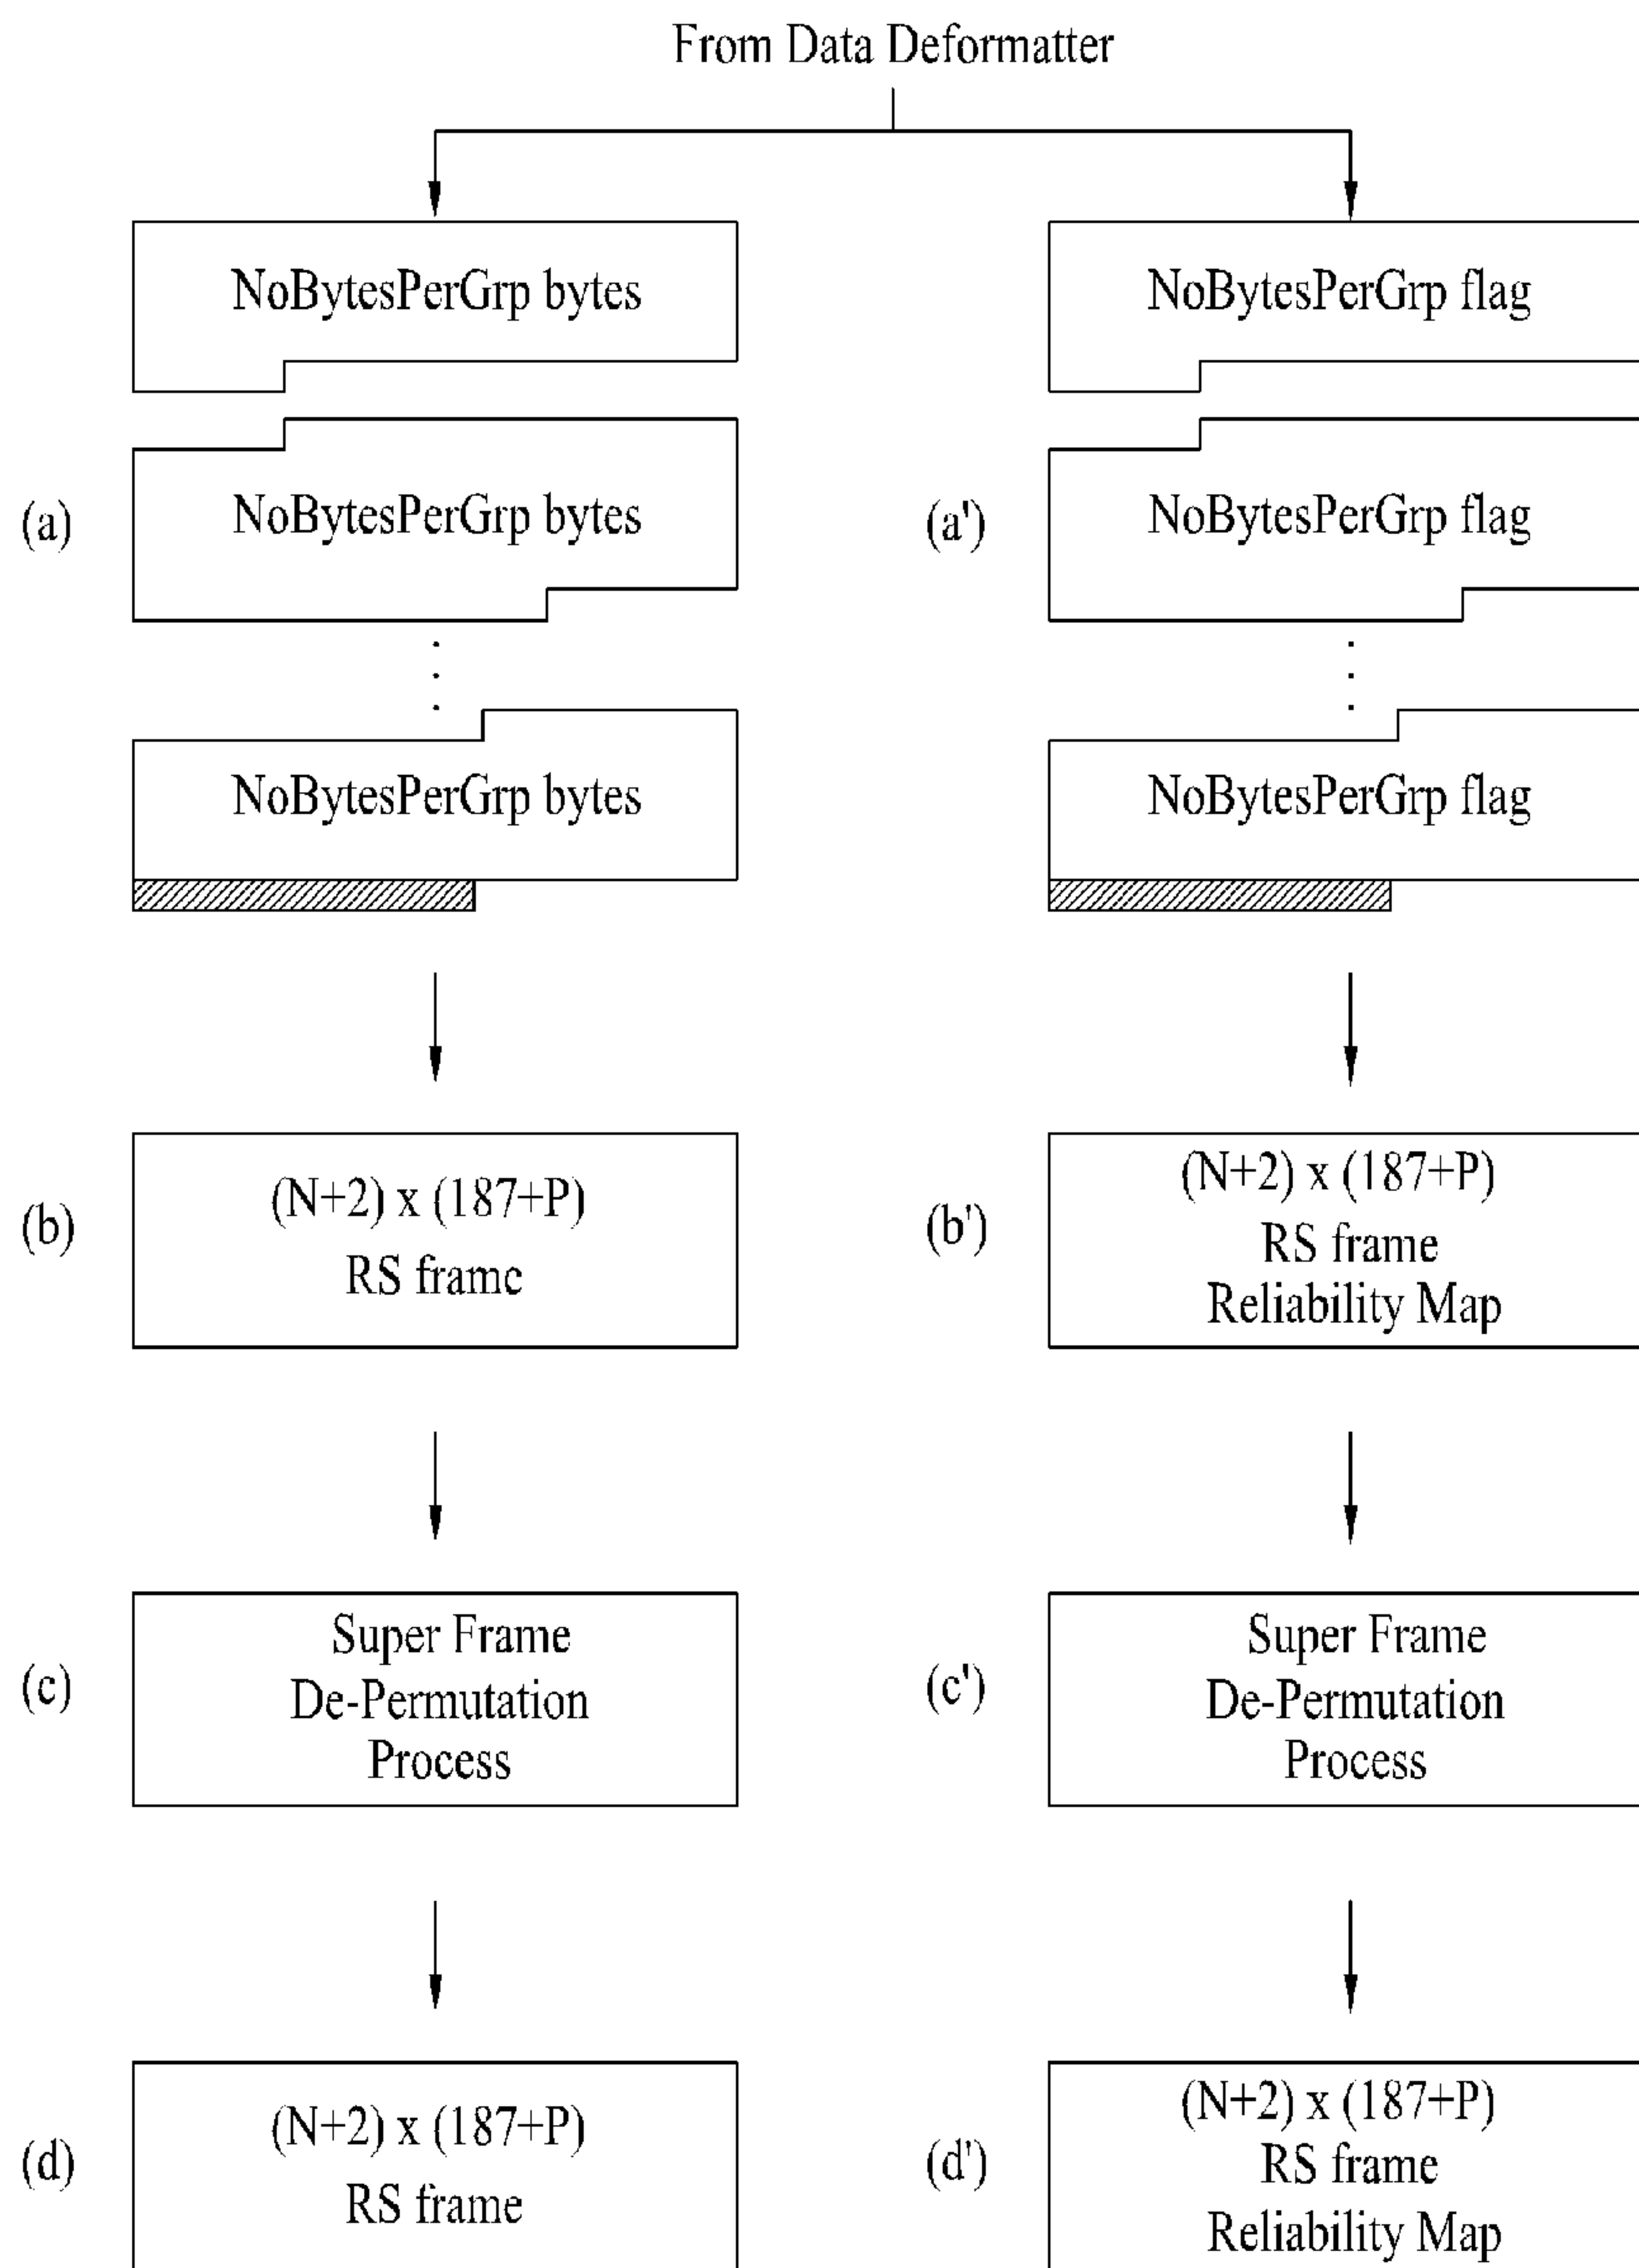 From Data Deformatter
NoBytesPerGrp bytes
NoBytesPerGrp flag
(a)
NoBytesPerGrp bytes
(a')
NoBytesPerGrp flag
NoBytesPerGrp bytes
NoBytesPerGrp flag
(b)
(N+2) x (187+P)
RS frame
(b')
(N+2) x (187+P)
RS frame
Reliability Map
(c)
Super Frame
De-Permutation
Process
(c')
Super Frame
De-Permutation
Process
(d)
(N+2) x (187+P)
RS frame
(d')
(N+2) x (187+P)
RS frame
Reliability Map